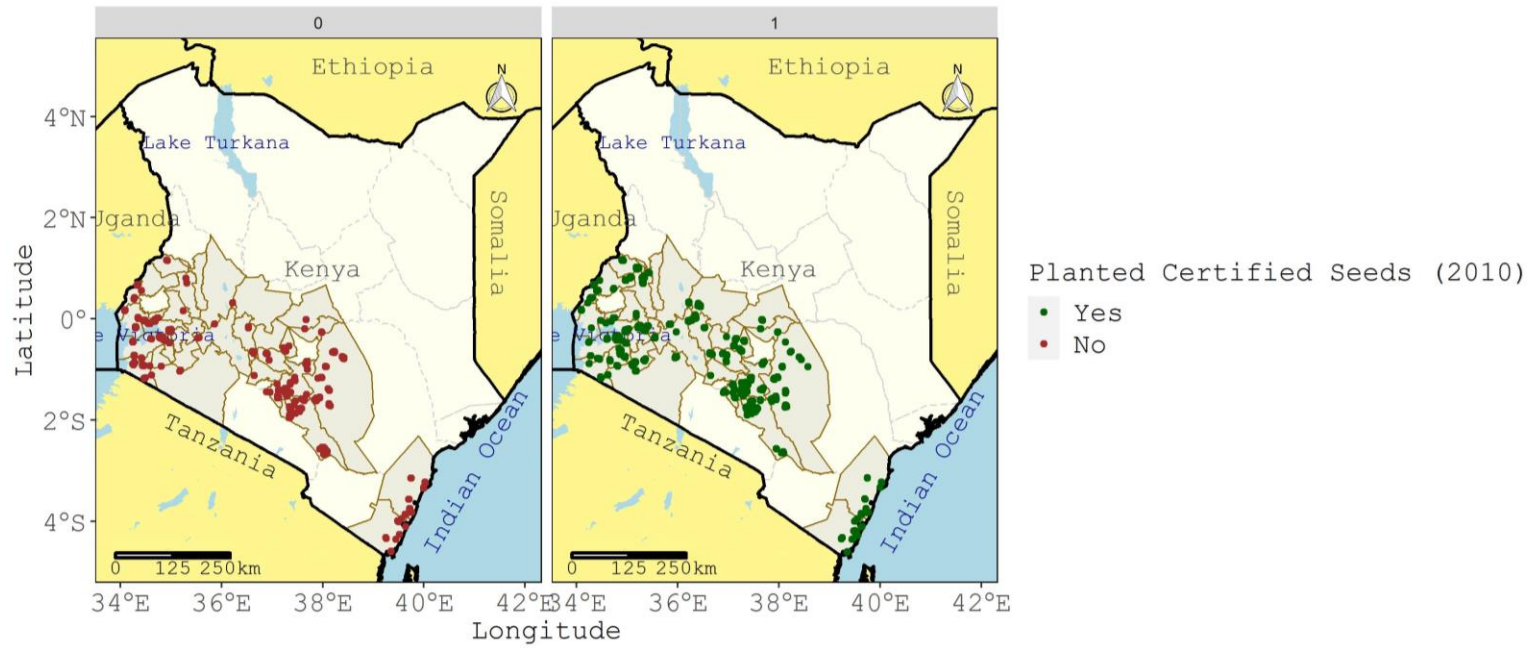 0
1
Ethiopia
N
Lake Turkana
Somalia
Uganda
Kenya
e Victoria
Tanzania
Indian Ocean
0 125 250km
Ethiopia
N
Lake Turkana
Somalia
Uganda
Kenya
e Victoria
Tanzania
Indian Ocean
0 125 250km
4°N
2°N
0°
2°S
4°S
Latitude
34°E 36°E 38°E 40°E 42°E
34°E 36°E 38°E 40°E 42°E
Longitude
Planted Certified Seeds (2010)
Yes
No